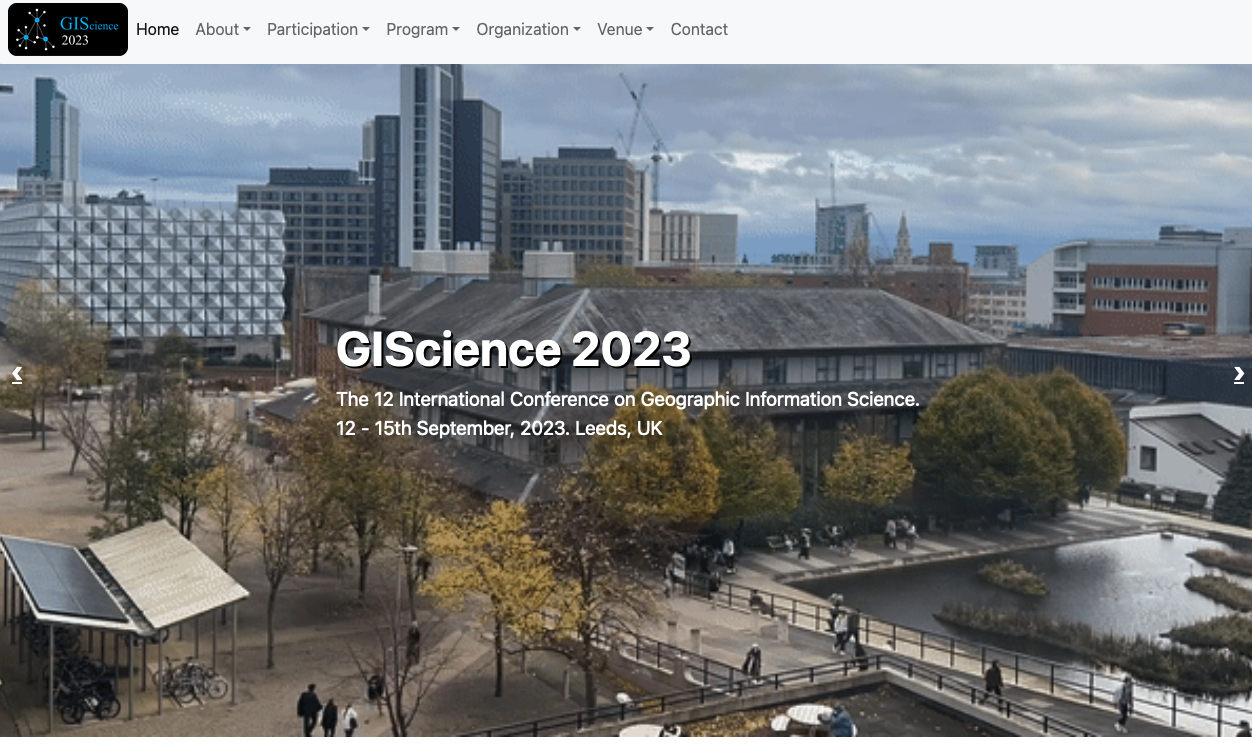 GIScience
2023
Home About Participation Program Organization Venue Contact
GIScience 2023
The 12 International Conference on Geographic Information Science.
12 - 15th September, 2023. Leeds, UK